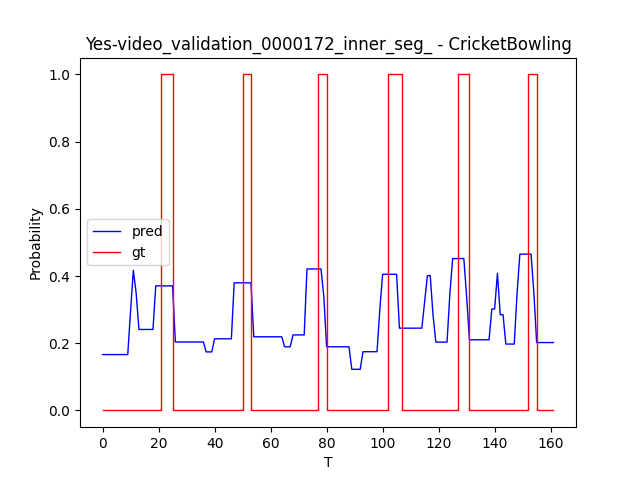 Yes-video_validation_0000172_inner_seg_ - CricketBowling
1.0
0.8
0.6
0.4
0.2
0.0
Probability
pred
gt
0 20 40 60 80 100 120 140 160
T